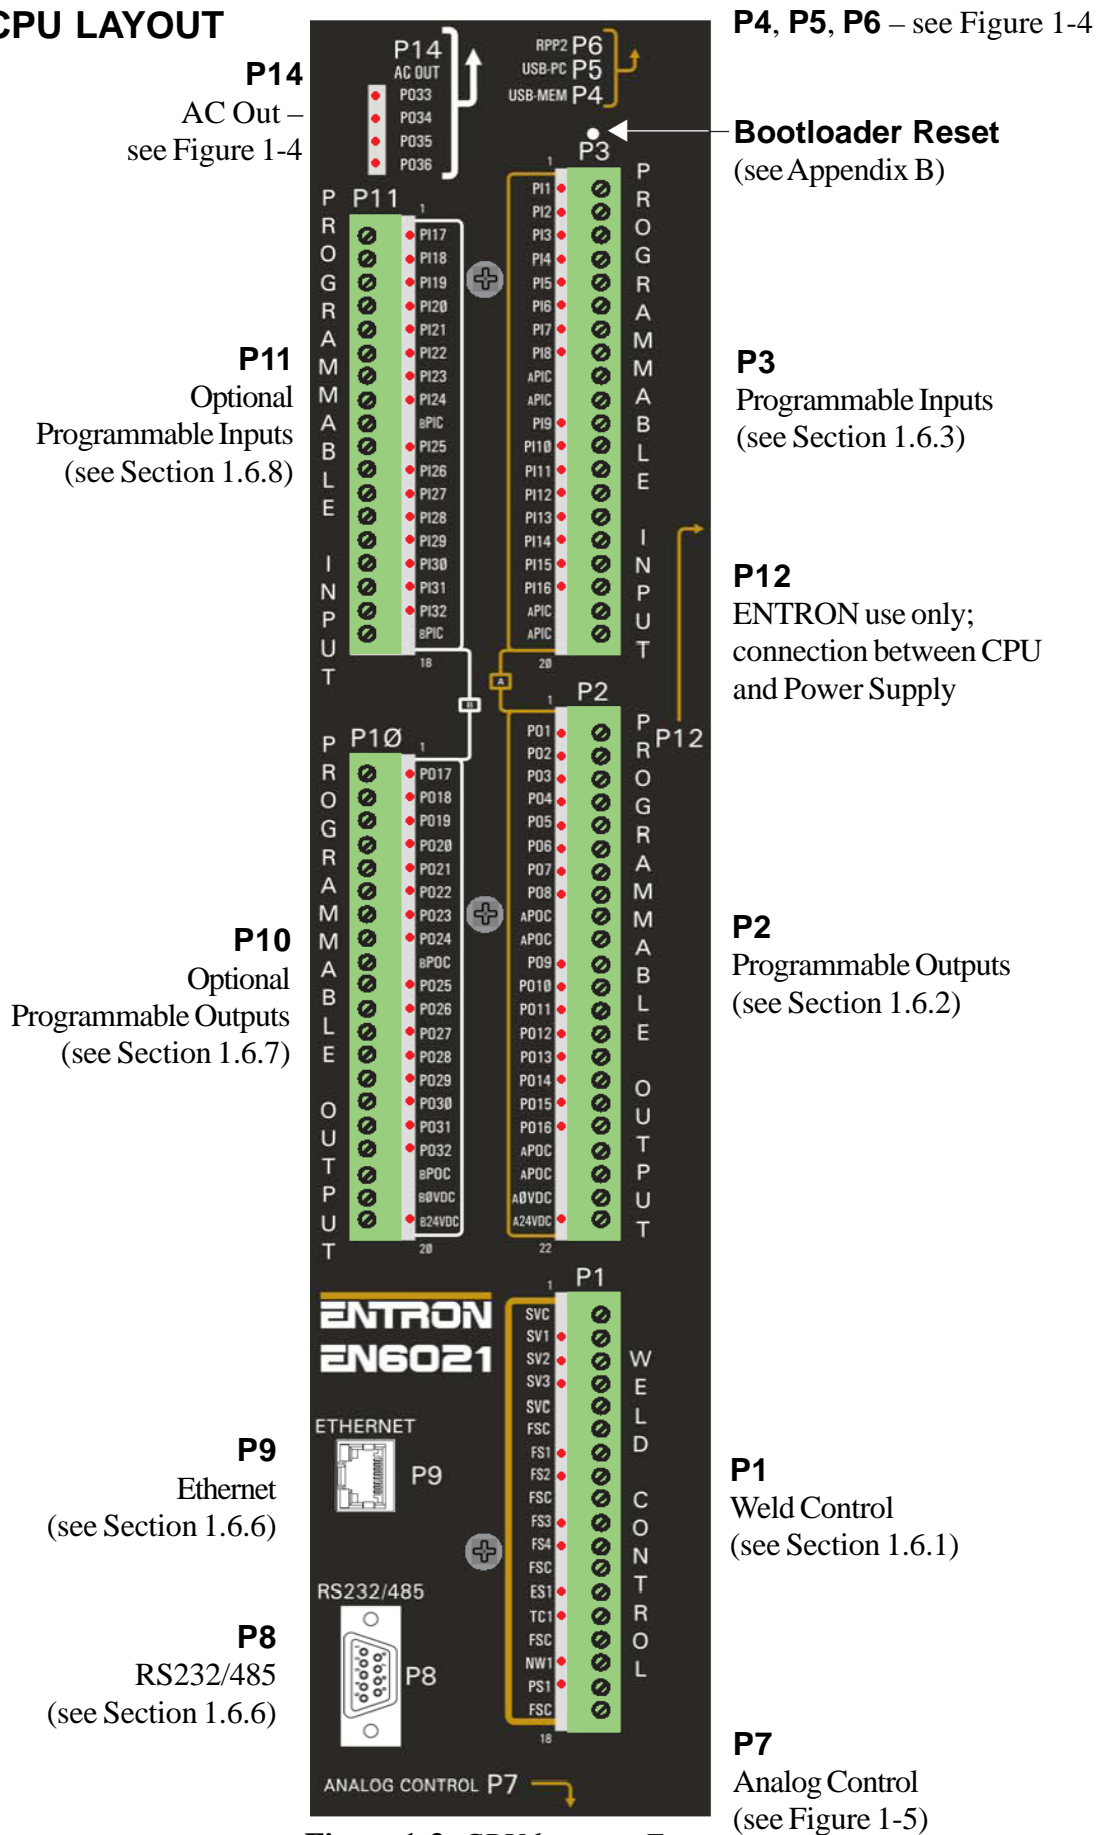 CPU LAYOUT
P4, P5, P6 – see Figure 1-4
P14
AC Out –
see Figure 1-4
Bootloader Reset
(see Appendix B)
P11
Optional
Programmable Inputs
(see Section 1.6.8)
P3
Programmable Inputs
(see Section 1.6.3)
P12
ENTRON use only;
connection between CPU
and Power Supply
P10
Optional
Programmable Outputs
(see Section 1.6.7)
P2
Programmable Outputs
(see Section 1.6.2)
P9
Ethernet
(see Section 1.6.6)
P1
Weld Control
(see Section 1.6.1)
P8
RS232/485
(see Section 1.6.6)
P7
Analog Control
(see Figure 1-5)
P14
AC OUT
PO33
PO34
PO35
PO36
RPP2 P6
USB-PC P5
USB-MEM P4
P11
PROGRAMMABLE INPUT
1
PI17
PI18
PI19
PI20
PI21
PI22
PI23
PI24
BPIC
PI25
PI26
PI27
PI28
PI29
PI30
PI31
PI32
BPIC
18
B
P3
PROGRAMMABLE INPUT
1
PI1
PI2
PI3
PI4
PI5
PI6
PI7
PI8
APIC
APIC
PI9
PI10
PI11
PI12
PI13
PI14
PI15
PI16
APIC
APIC
20
A
P12
P10
PROGRAMMABLE OUTPUT
1
PO17
PO18
PO19
PO20
PO21
PO22
PO23
PO24
BPOC
PO25
PO26
PO27
PO28
PO29
PO30
PO31
PO32
BPOC
B0VDC
B24VDC
20
P2
PROGRAMMABLE OUTPUT
1
PO1
PO2
PO3
PO4
PO5
PO6
PO7
PO8
APOC
APOC
PO9
PO10
PO11
PO12
PO13
PO14
PO15
PO16
APOC
APOC
A0VDC
A24VDC
22
ENTRON
EN6021
P1
WELD CONTROL
1
SVC
SV1
SV2
SV3
SVC
FSC
FS1
FS2
FSC
FS3
FS4
FSC
ES1
TC1
FSC
NW1
PS1
FSC
18
ETHERNET
P9
RS232/485
P8
ANALOG CONTROL P7